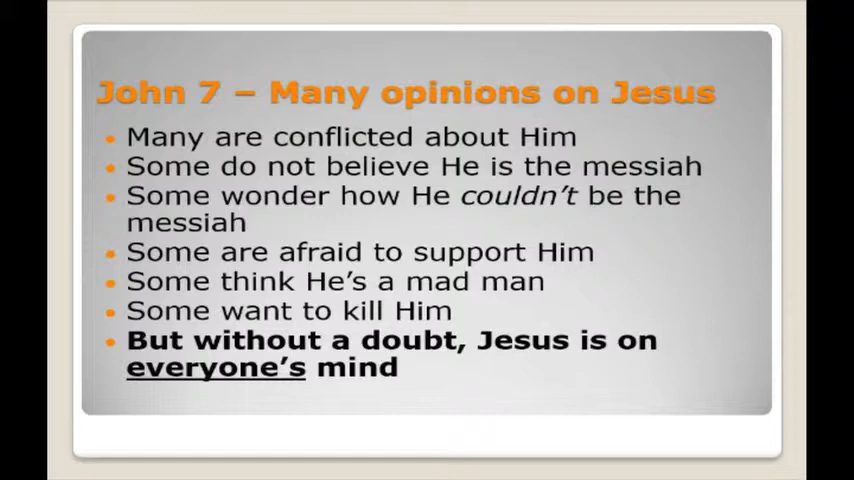 John 7 – Many opinions on Jesus
• Many are conflicted about Him
• Some do not believe He is the messiah
• Some wonder how He couldn't be the
messiah
• Some are afraid to support Him
• Some think He's a mad man
• Some want to kill Him
• But without a doubt, Jesus is on
everyone's mind